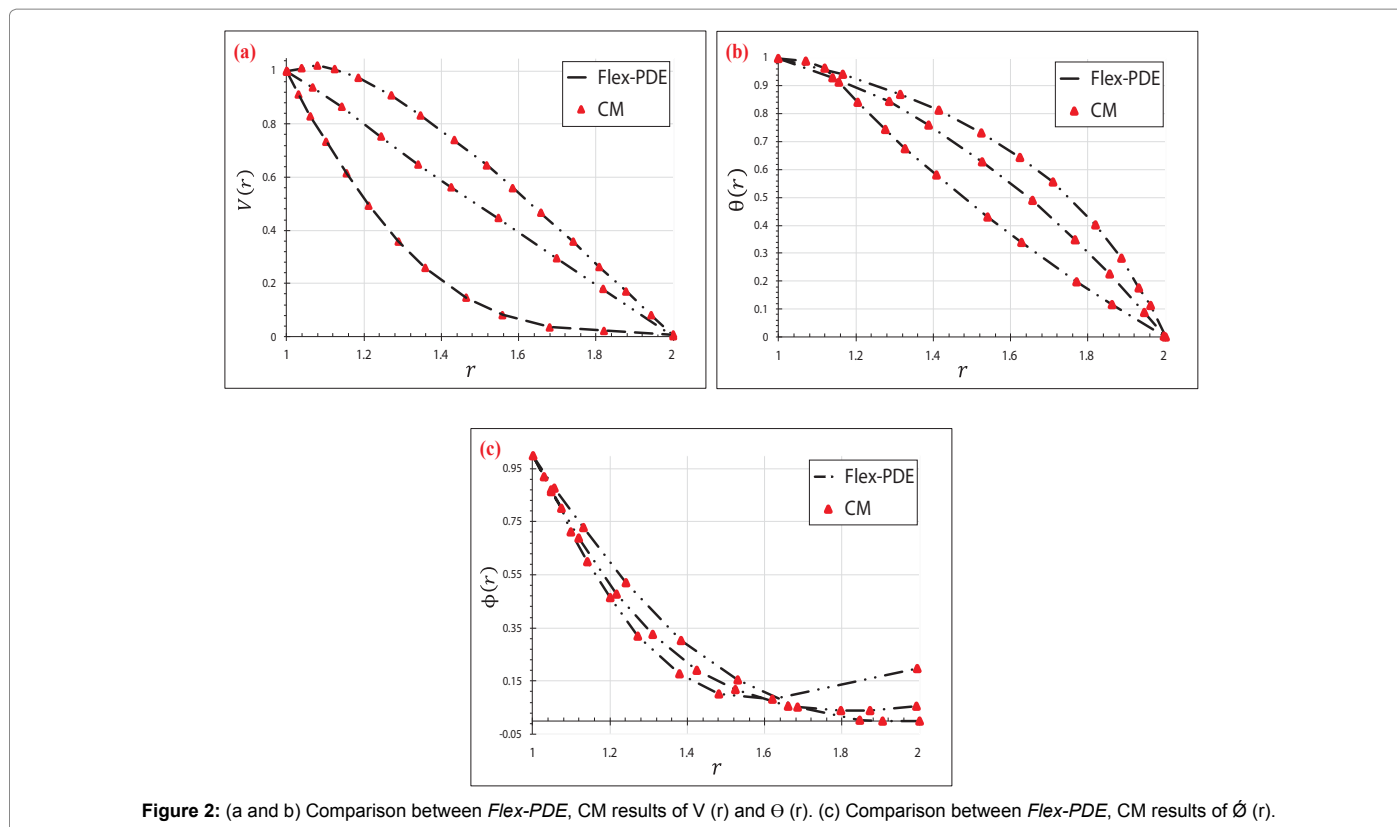 (a)
Flex-PDE
CM
V(r)
1
0.8
0.6
0.4
0.2
0
1
1.2
1.4
1.6
1.8
2
r
(b)
Flex-PDE
CM
θ(r)
1
0.9
0.8
0.7
0.6
0.5
0.4
0.3
0.2
0.1
0
1
1.2
1.4
1.6
1.8
2
r
(c)
Flex-PDE
CM
ϕ(r)
0.95
0.75
0.55
0.35
0.15
-0.05
1
1.2
1.4
1.6
1.8
2
r
Figure 2: (a and b) Comparison between Flex-PDE, CM results of V (r) and Ө (r). (c) Comparison between Flex-PDE, CM results of Ǿ (r).